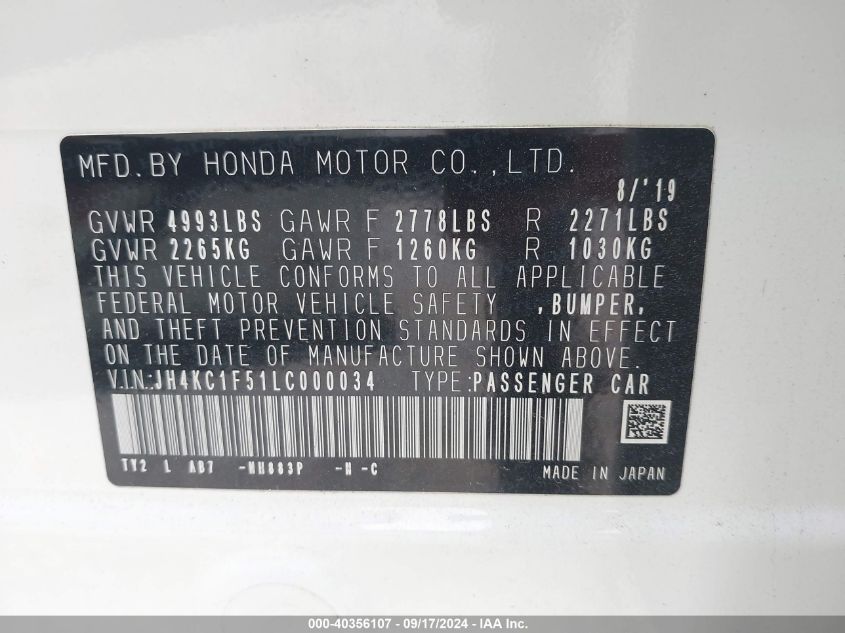 MFD. BY HONDA MOTOR CO., LTD.
8/'19
GVWR 4993LBS GAWR F 2778LBS R 2271LBS
GVWR 2265KG GAWR F 1260KG R 1030KG
THIS VEHICLE CONFORMS TO ALL APPLICABLE
FEDERAL MOTOR VEHICLE SAFETY ,BUMPER,
AND THEFT PREVENTION STANDARDS IN EFFECT
ON THE DATE OF MANUFACTURE SHOWN ABOVE.
V.I.N:JH4KC1F51LC000034 TYPE:PASSENGER CAR
TY2 L AB7 -NH883P -H -C MADE IN JAPAN
000-40356107 - 09/17/2024 - IAA Inc.